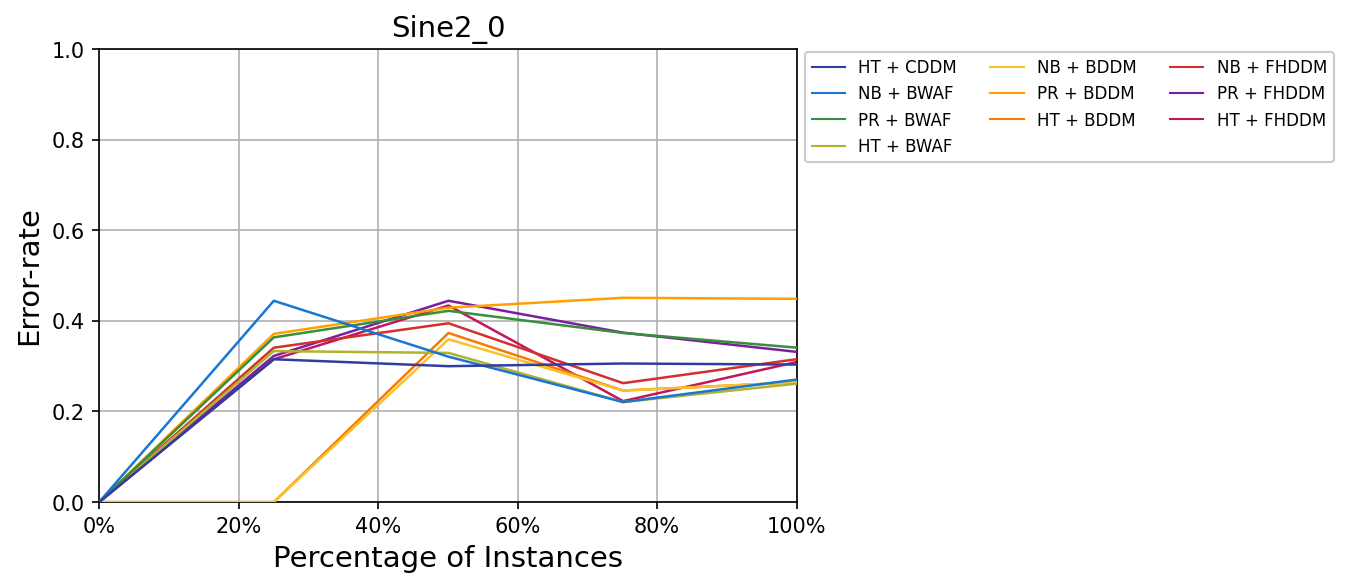 Sine2_0
1.0
0.8
0.6
0.4
0.2
0.0
Error-rate
0% 20% 40% 60% 80% 100%
Percentage of Instances
HT + CDDM
NB + BWAF
PR + BWAF
HT + BWAF
NB + BDDM
PR + BDDM
HT + BDDM
NB + FHDDM
PR + FHDDM
HT + FHDDM